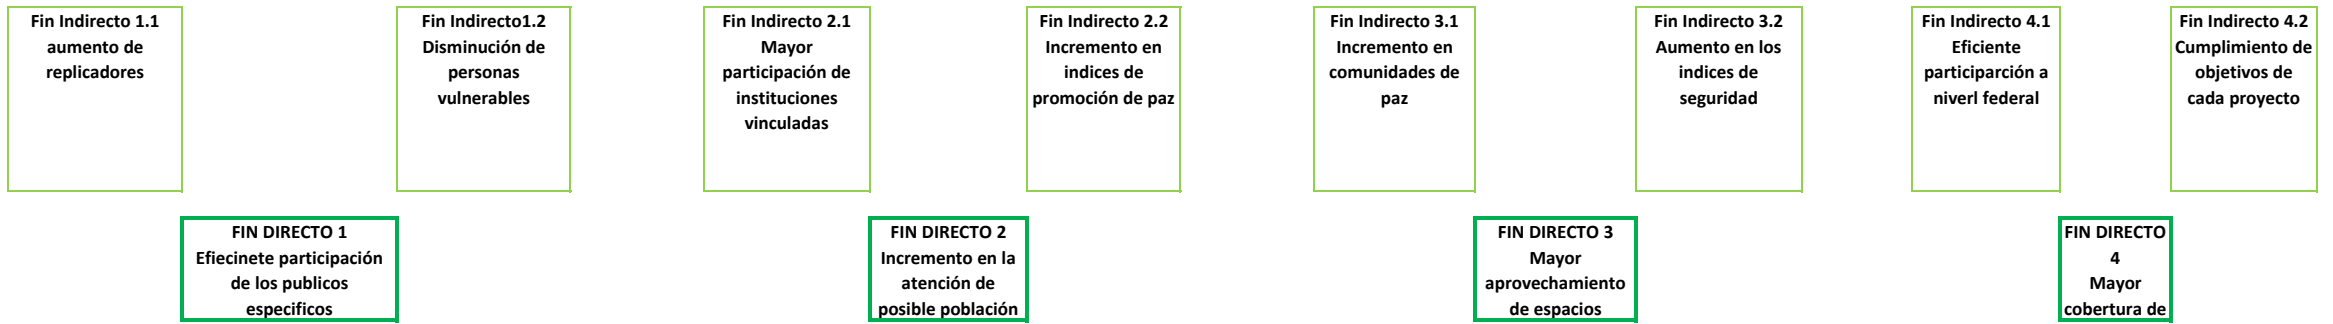 Fin Indirecto 1.1
aumento de
replicadores
Fin Indirecto1.2
Disminución de
personas
vulnerables
Fin Indirecto 2.1
Mayor
participación de
instituciones
vinculadas
Fin Indirecto 2.2
Incremento en
indices de
promoción de paz
Fin Indirecto 3.1
Incremento en
comunidades de
paz
Fin Indirecto 3.2
Aumento en los
indices de
seguridad
Fin Indirecto 4.1
Eficiente
participarción a
niverl federal
Fin Indirecto 4.2
Cumplimiento de
objetivos de
cada proyecto
FIN DIRECTO 1
Efiecinete participación
de los publicos
especificos
FIN DIRECTO 2
Incremento en la
atención de
posible población
FIN DIRECTO 3
Mayor
aprovechamiento
de espacios
FIN DIRECTO
4
Mayor
cobertura de